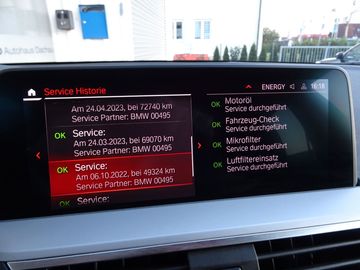 Autohaus Dachau
Service Historie
ENERGY
16:16
Am 24.04.2023, bei 72740 km
Service Partner: BMW 00495
OK Service:
Am 24.03.2023, bei 69070 km
Service Partner: BMW 00495
OK Service:
Am 06.10.2022, bei 49324 km
Service Partner: BMW 00495
OK Service:
OK Motoröl
Service durchgeführt
OK Fahrzeug-Check
Service durchgeführt
OK Mikrofilter
Service durchgeführt
OK Luftfiltereinsatz
Service durchgeführt